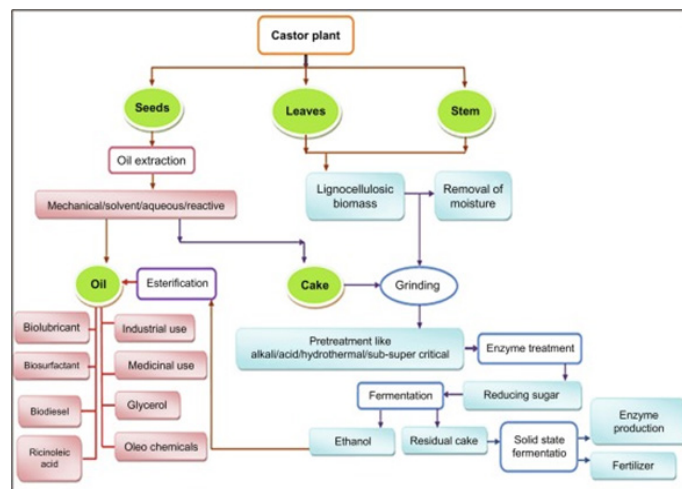 Castor plant
Seeds
Leaves
Stem
Oil extraction
Lignocellulosic
biomass
Removal of
moisture
Mechanical/solvent/aqueous/reactive
Oil
Esterification
Cake
Grinding
Biolubricant
Industrial use
Pretreatment like
alkali/acid/hydrothermal/sub-super critical
Enzyme treatment
Biosurfactant
Medicinal use
Fermentation
Reducing sugar
Biodiesel
Glycerol
Enzyme
production
Ricinoleic
acid
Oleo chemicals
Ethanol
Residual cake
Solid state
fermentatio
Fertilizer